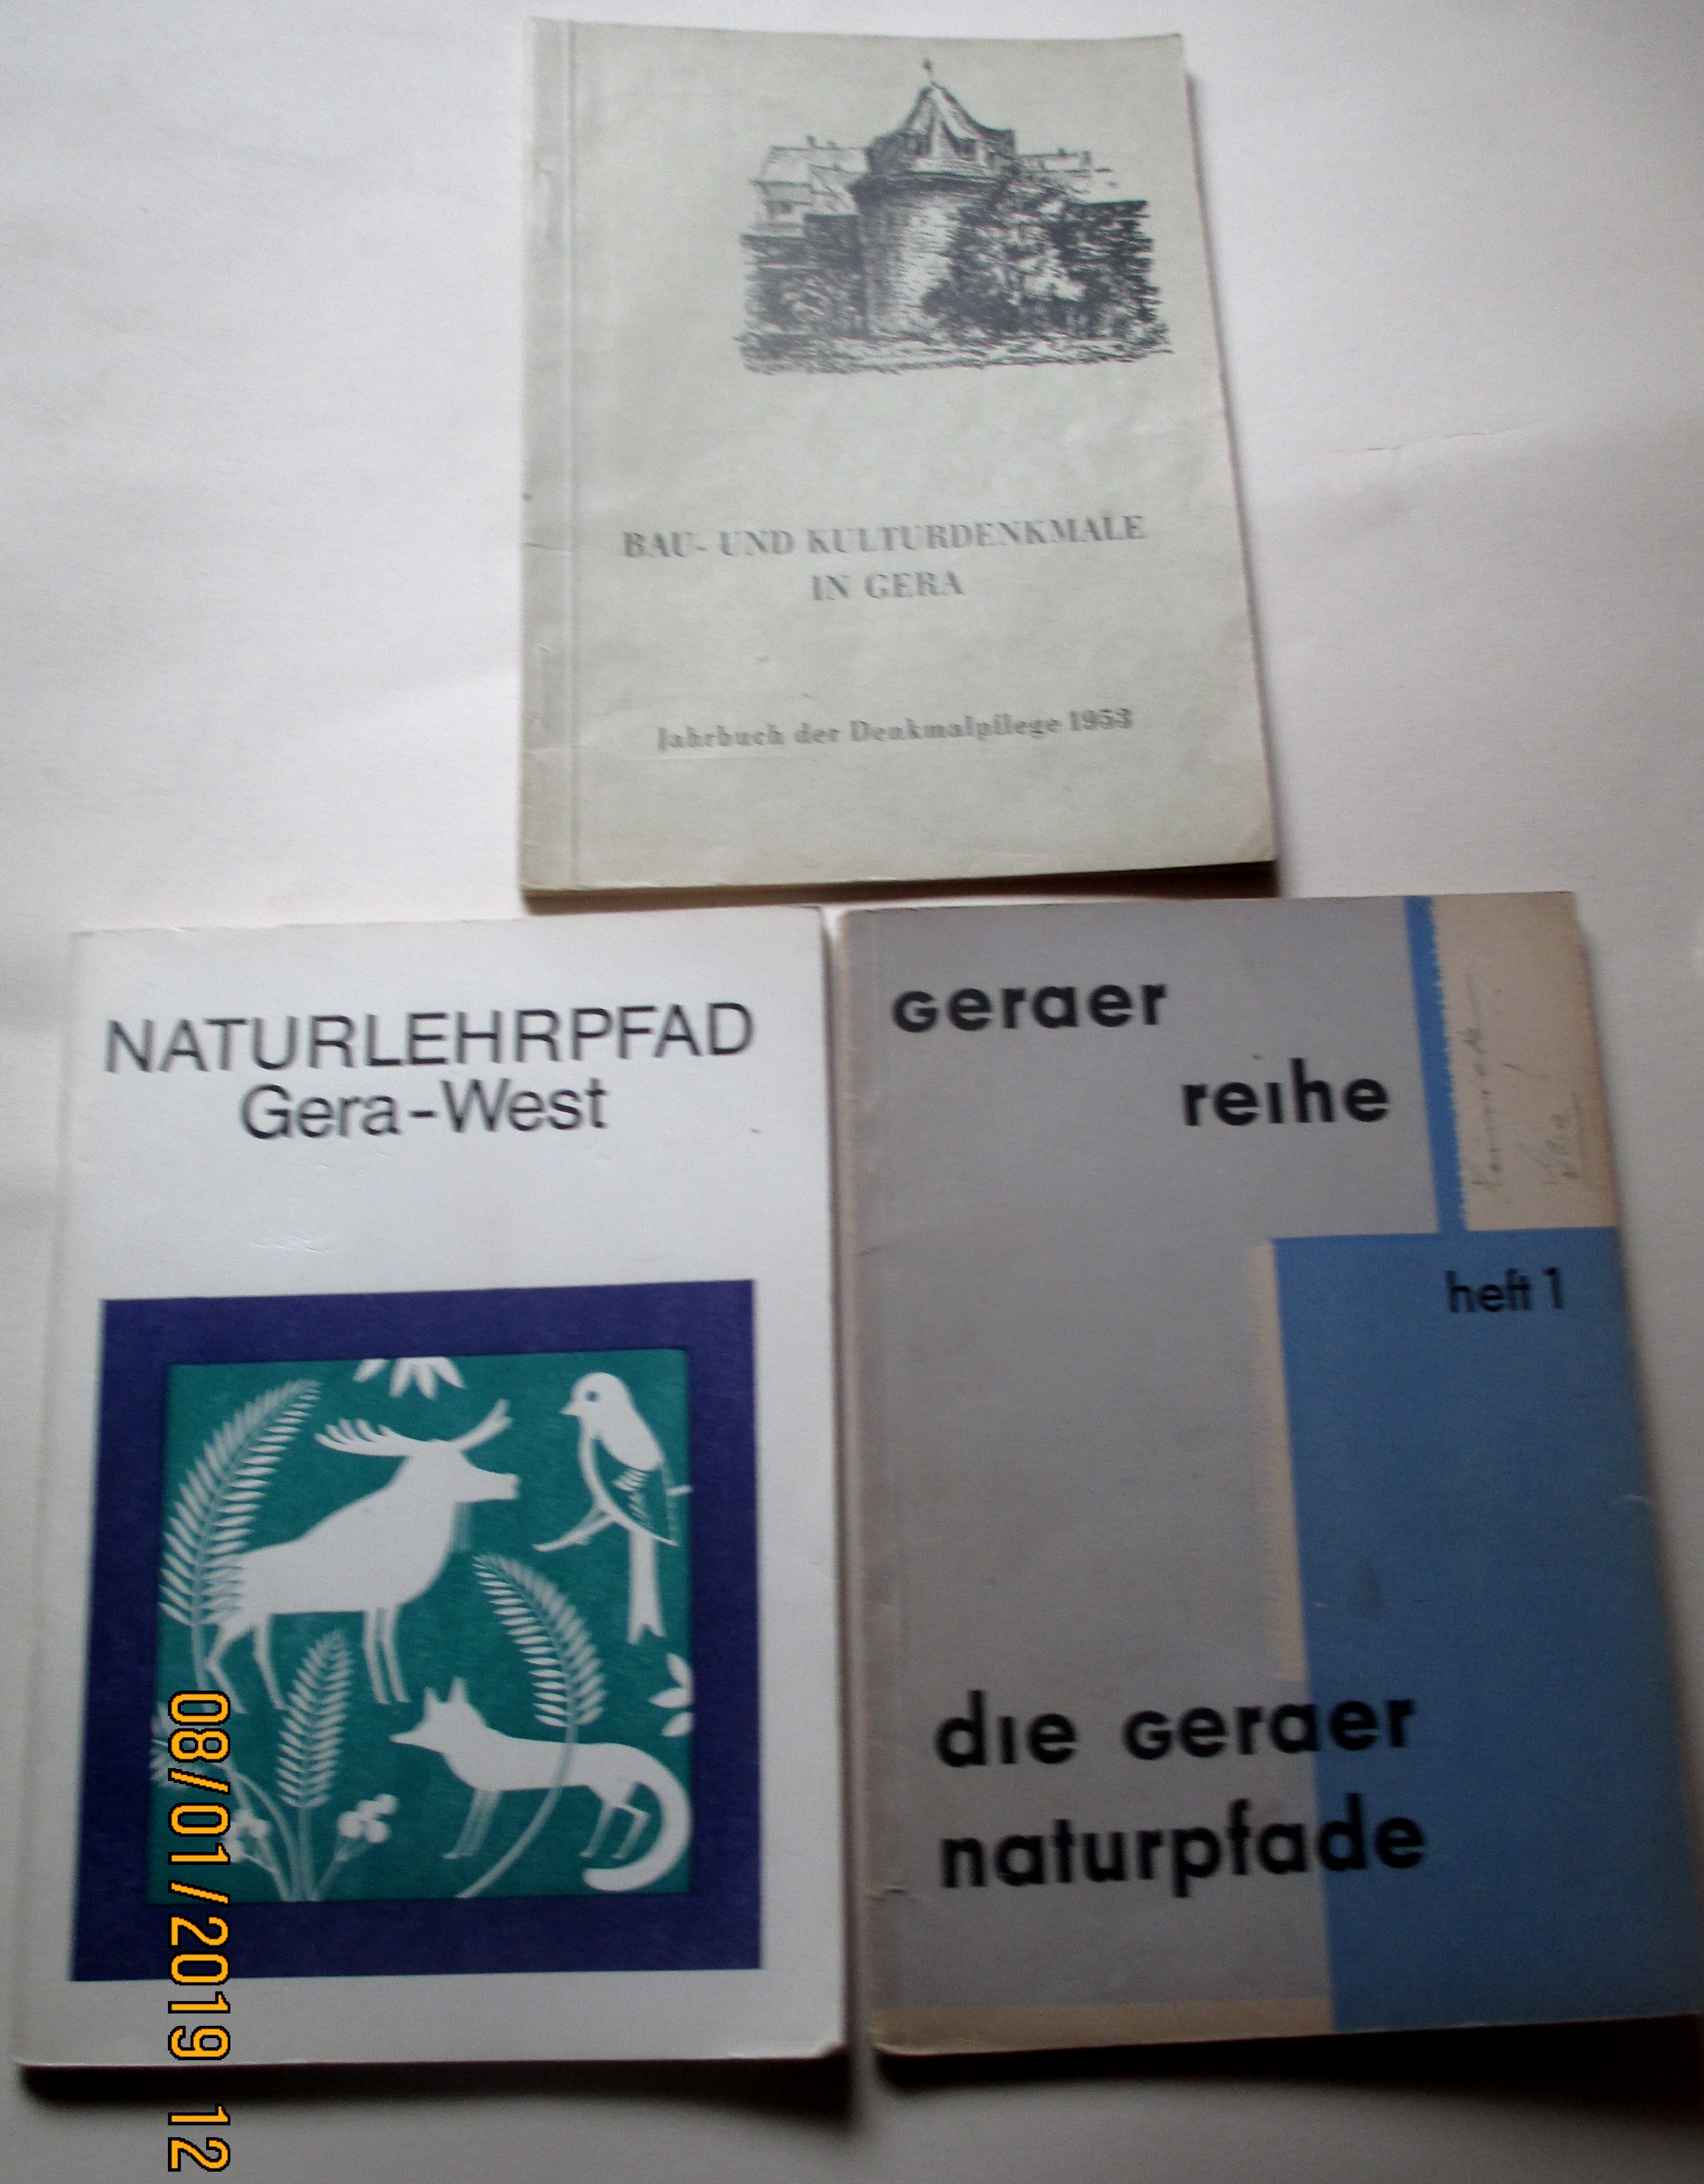 BAU- UND KULTURDENKMALE
IN GERA
Jahrbuch der Denkmalpflege 1953
NATURLEHRPFAD
Gera-West
geraer
reihe
heft 1
die geraer
naturpfade
08/01/2019 12